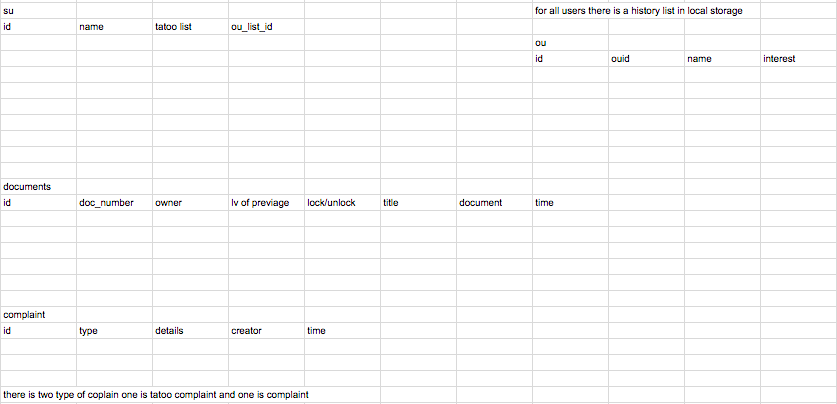 su for all users there is a history list in local storage
id name tatoo list ou_list_id
ou
id ouid name interest
documents
id doc_number owner lv of previage lock/unlock title document time
complaint
id type details creator time
there is two type of coplain one is tatoo complaint and one is complaint